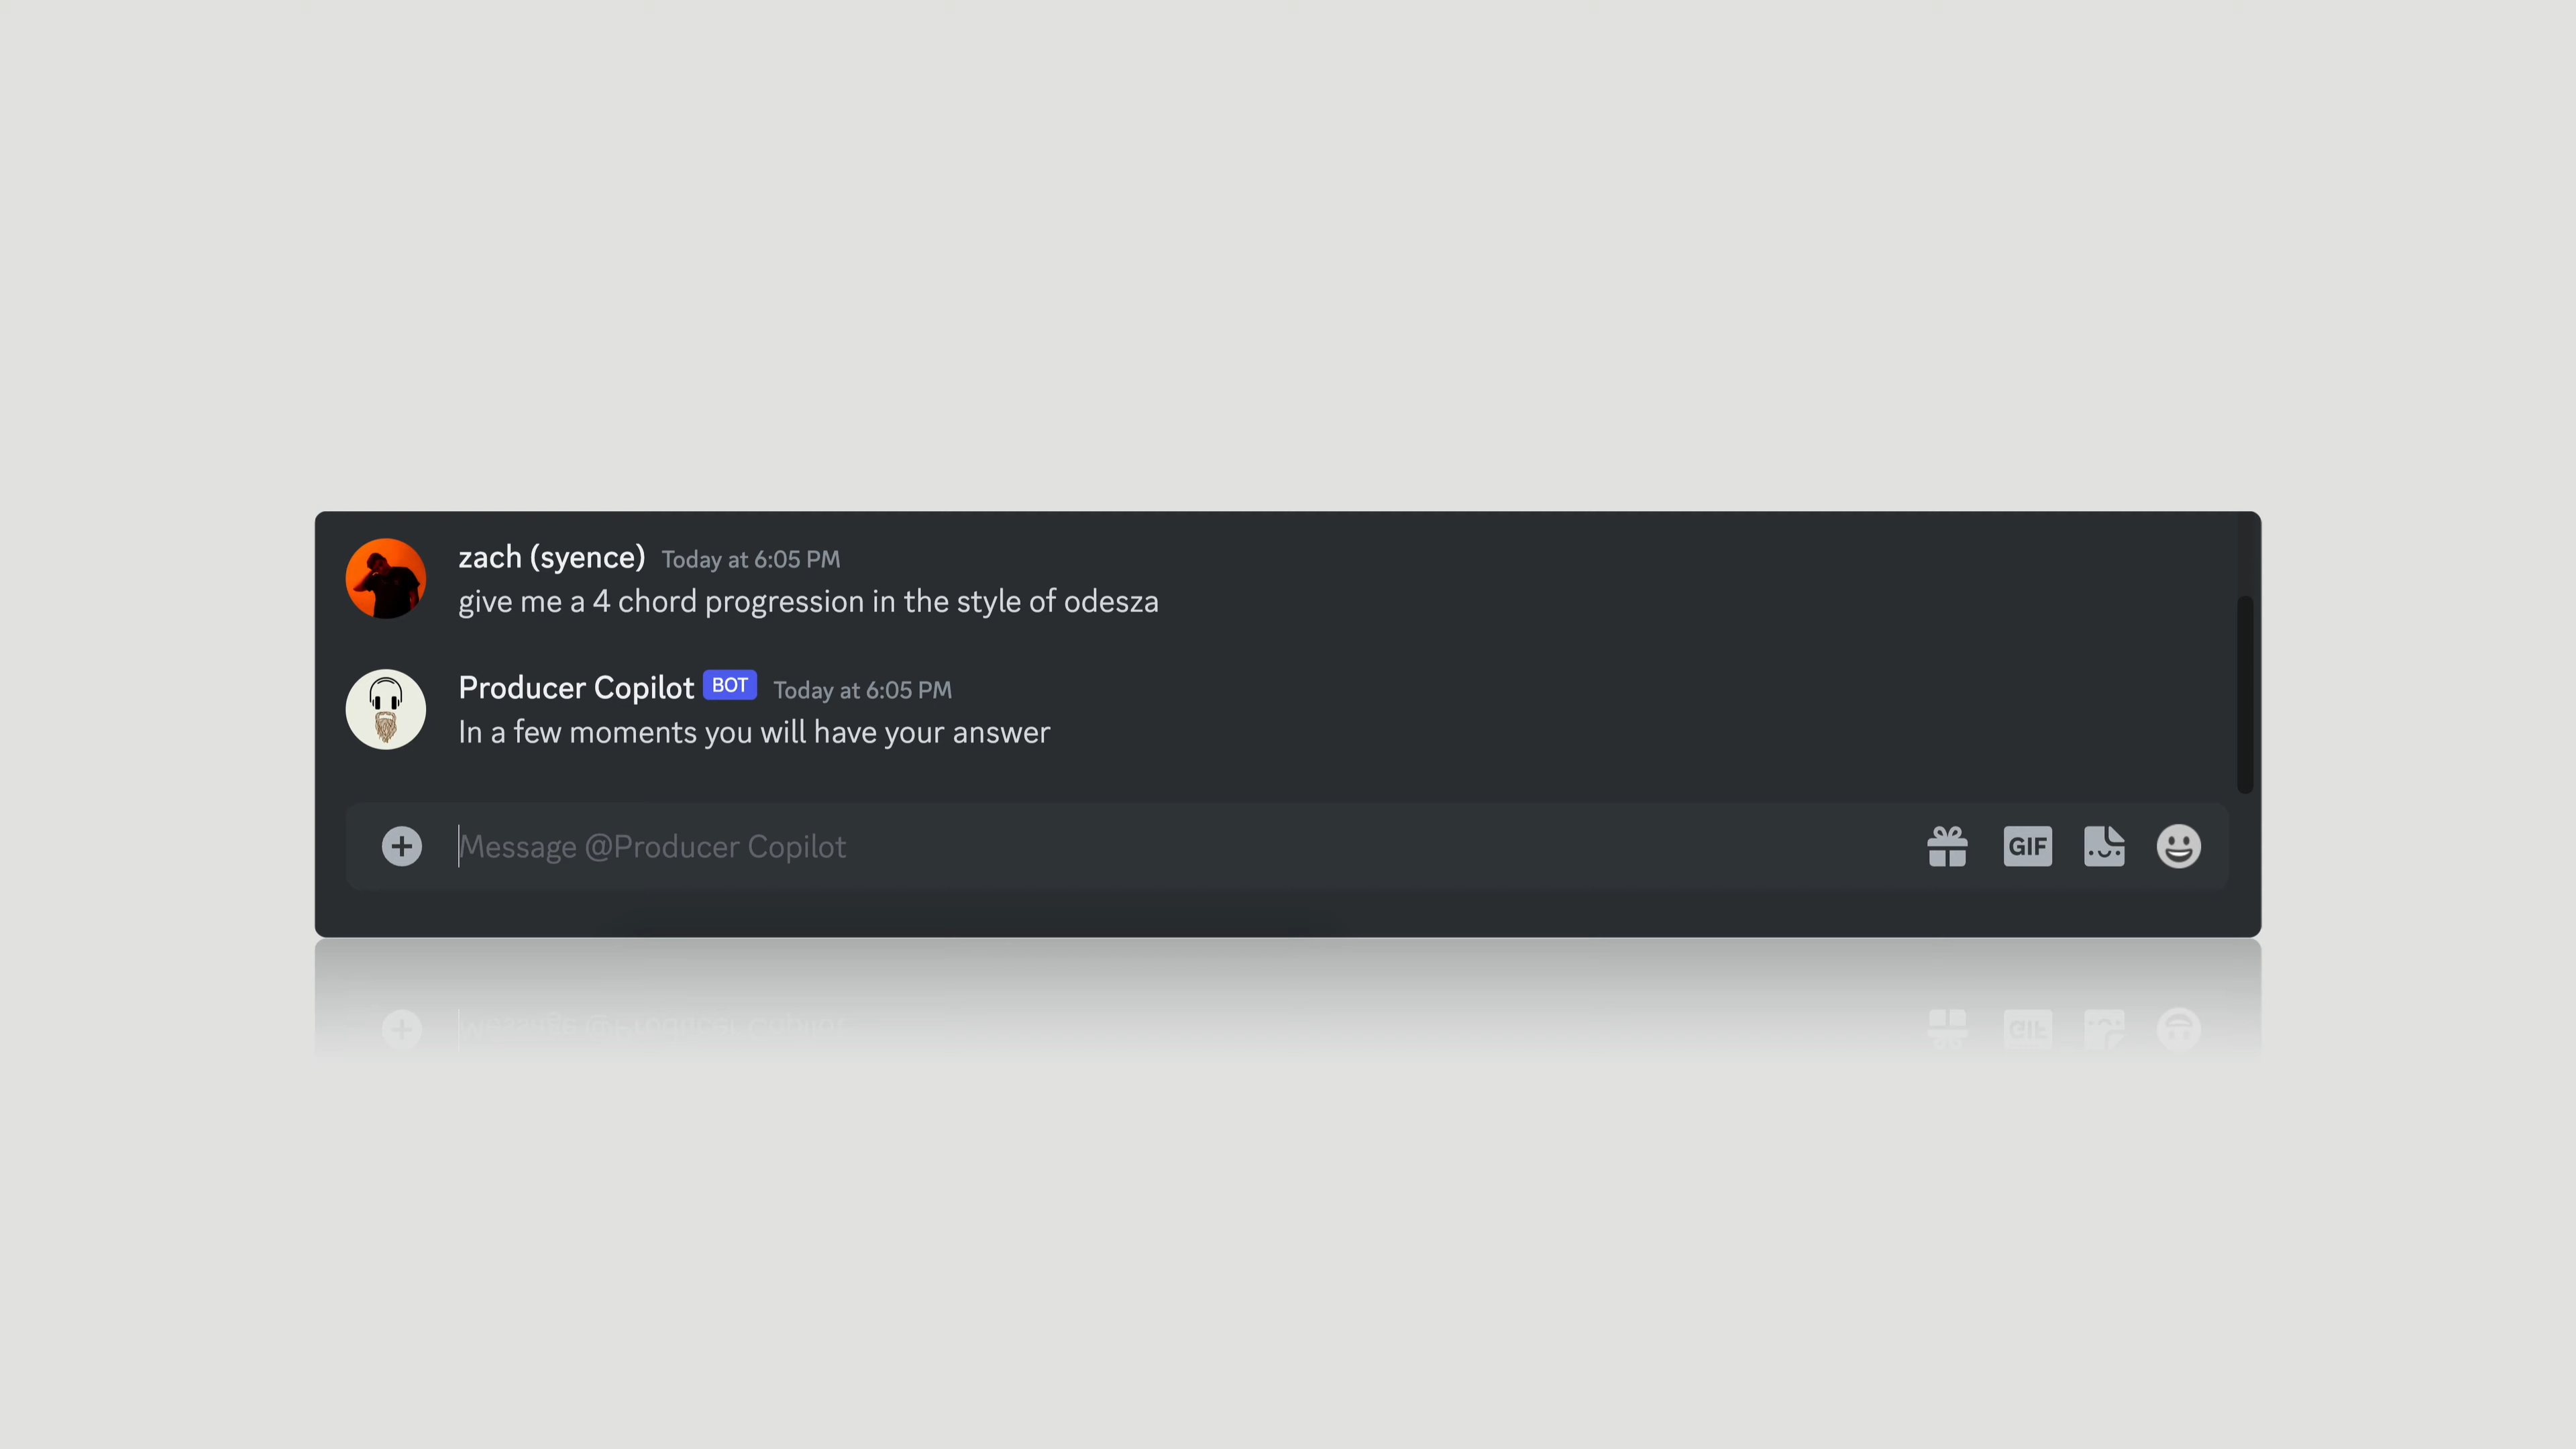 zach (syence) Today at 6:05 PM
give me a 4 chord progression in the style of odesza
Producer Copilot BOT Today at 6:05 PM
In a few moments you will have your answer
Message @Producer Copilot GIF